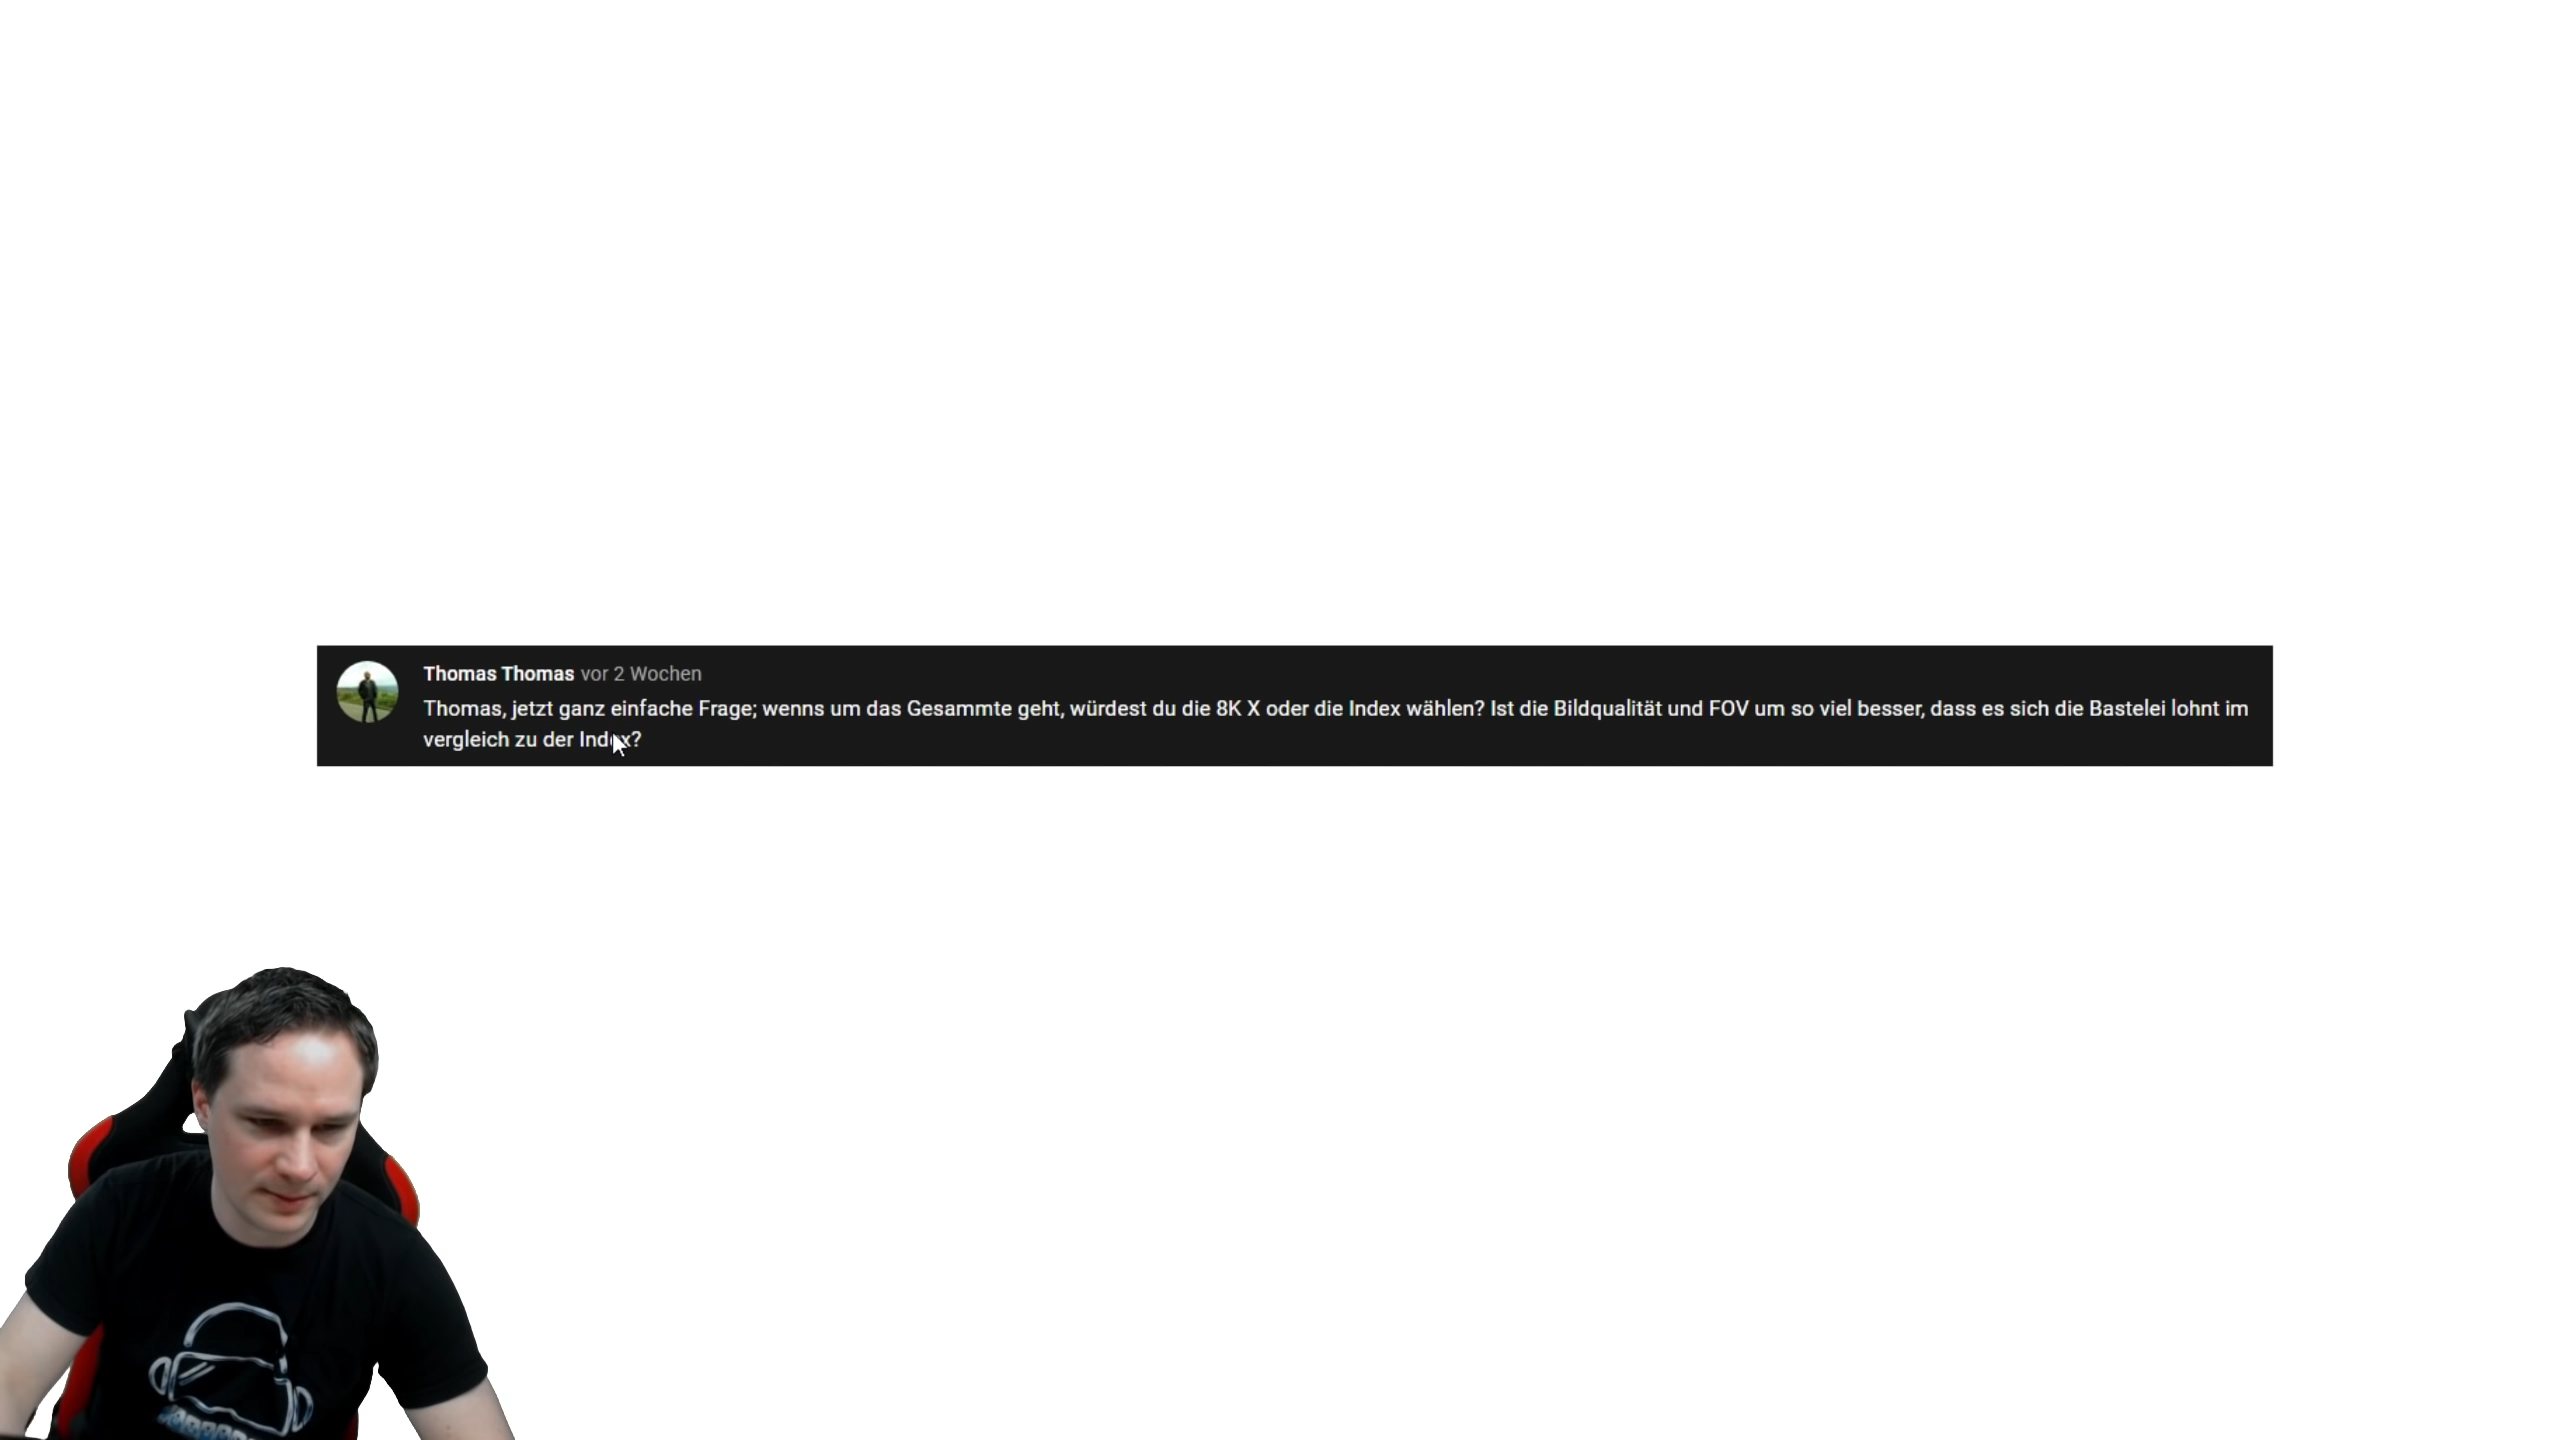 Thomas Thomas vor 2 Wochen
Thomas, jetzt ganz einfache Frage; wenns um das Gesammte geht, würdest du die 8K X oder die Index wählen? Ist die Bildqualität und FOV um so viel besser, dass es sich die Bastelei lohnt im
vergleich zu der Index?